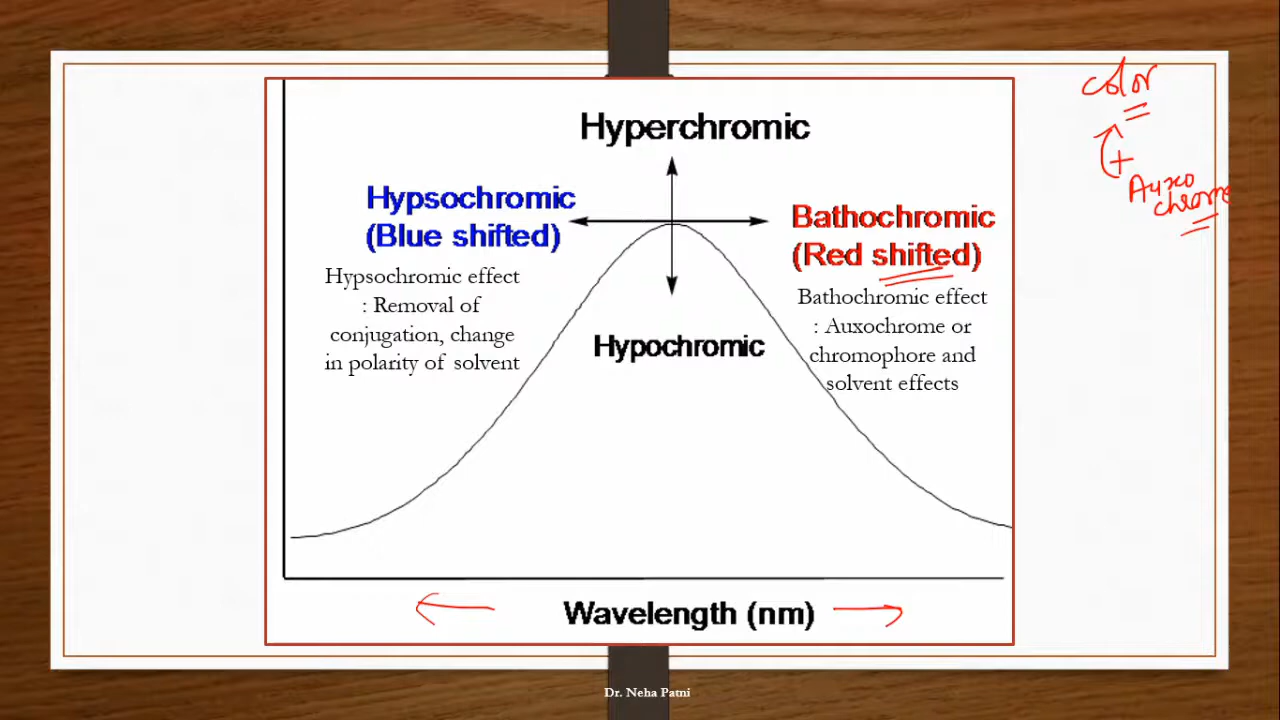 color
+
Auxo
chrome
Hyperchromic
Hypsochromic
(Blue shifted)
Hypsochromic effect
: Removal of
conjugation, change
in polarity of solvent
Bathochromic
(Red shifted)
Bathochromic effect
: Auxochrome or
chromophore and
solvent effects
Hypochromic
Wavelength (nm)
Dr. Neha Patni